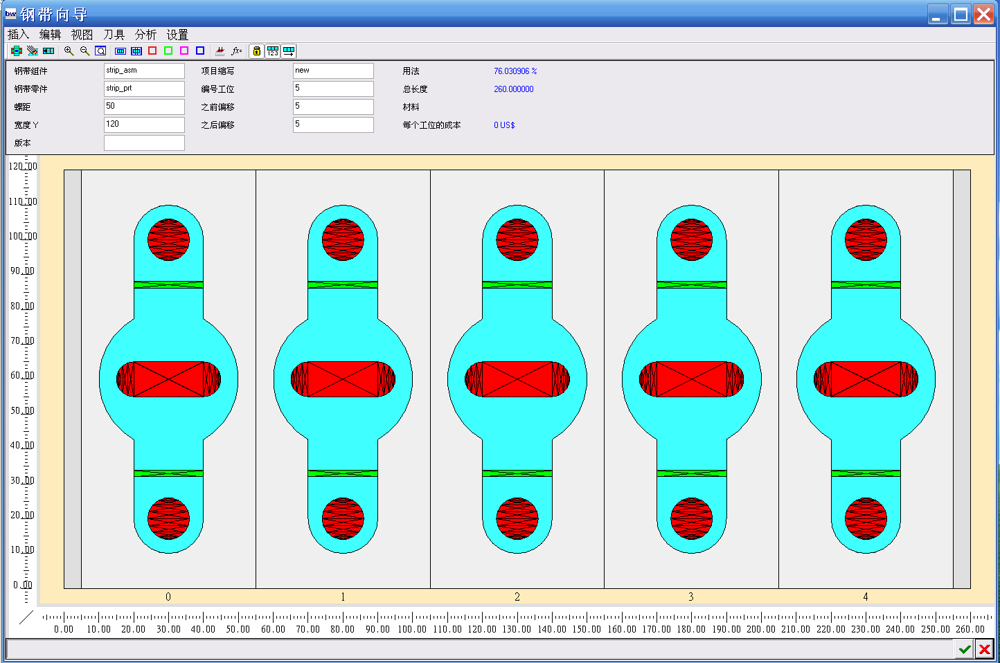 bw 钢带向导
插入 编辑 视图 刀具 分析 设置
fx= 123
钢带组件 strip_asm 项目缩写 new 用法 76.030906 %
钢带零件 strip_prt 编号工位 5 总长度 260.000000
螺距 50 之前偏移 5 材料
宽度 Y 120 之后偏移 5 每个工位的成本 0 US$
版本
120.00
110.00
100.00
90.00
80.00
70.00
60.00
50.00
40.00
30.00
20.00
10.00
0.00
0 1 2 3 4
0.00 10.00 20.00 30.00 40.00 50.00 60.00 70.00 80.00 90.00 100.00 110.00 120.00 130.00 140.00 150.00 160.00 170.00 180.00 190.00 200.00 210.00 220.00 230.00 240.00 250.00 260.00